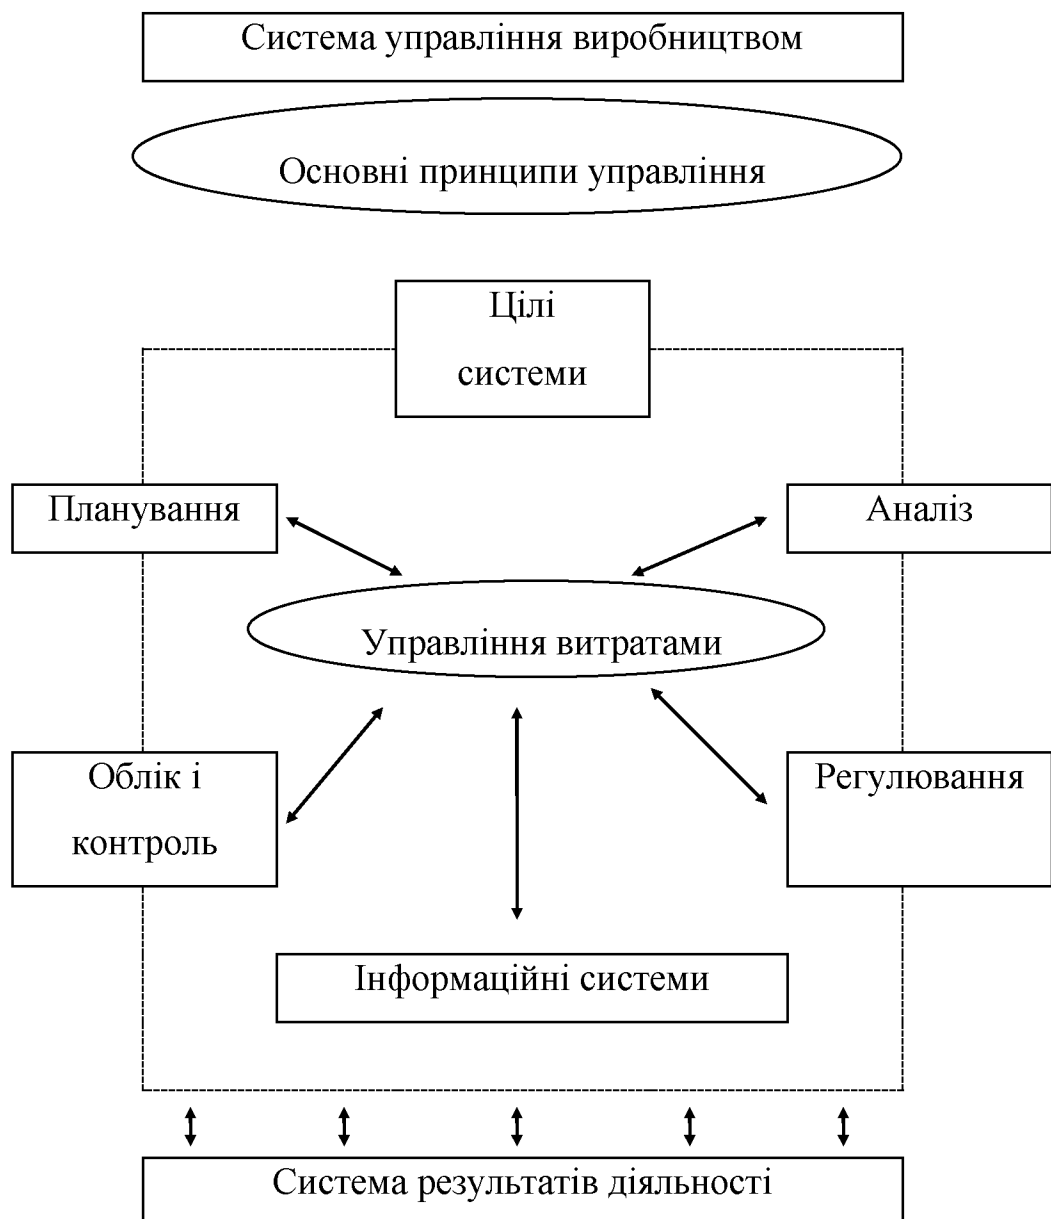 Система управління виробництвом
Основні принципи управління
Цілі
системи
Планування
Аналіз
Управління витратами
Облік і
контроль
Регулювання
Інформаційні системи
Система результатів діяльності